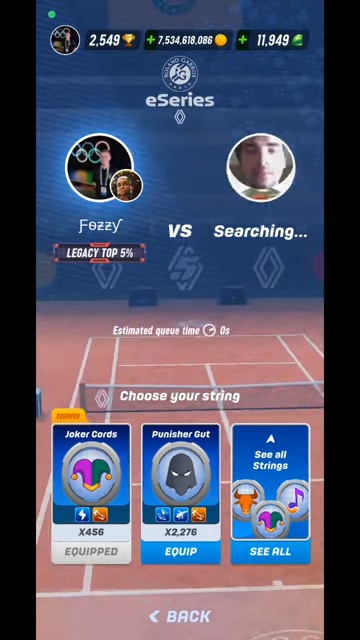 2,549
+ 7,534,618,086
+ 11,949
ROLAND GARROS
PARIS
eSeries
Ƒɵƶƶƴ
VS
Searching...
LEGACY TOP 5%
Estimated queue time 0s
Choose your string
EQUIPPED
Joker Cords
X456
EQUIPPED
Punisher Gut
X2,276
EQUIP
See all
Strings
SEE ALL
BACK